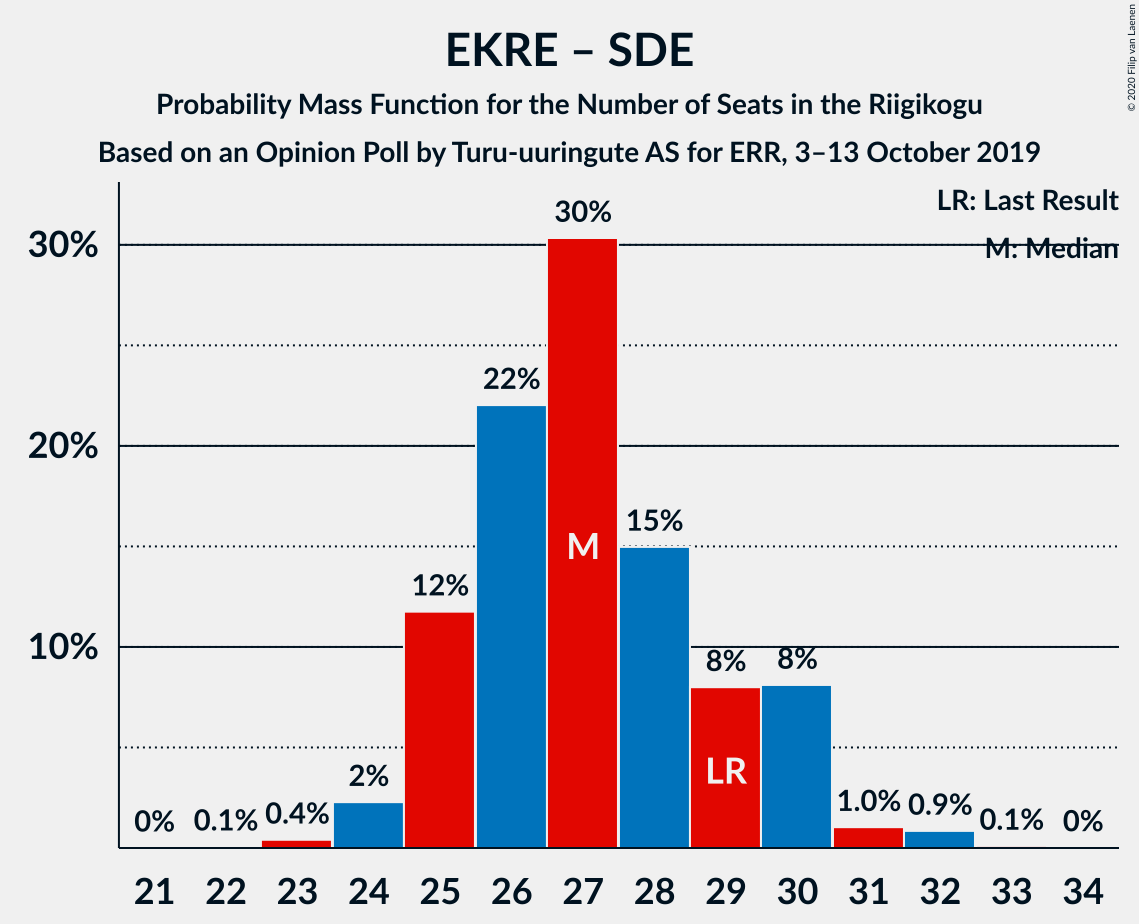 EKRE – SDE
Probability Mass Function for the Number of Seats in the Riigikogu
Based on an Opinion Poll by Turu-uuringute AS for ERR, 3–13 October 2019
© 2020 Filip van Laenen
LR: Last Result
M: Median
30%
20%
10%
0%
0.1%
0.4%
2%
12%
22%
30%
M
15%
8%
LR
8%
1.0%
0.9%
0.1%
0%
21 22 23 24 25 26 27 28 29 30 31 32 33 34